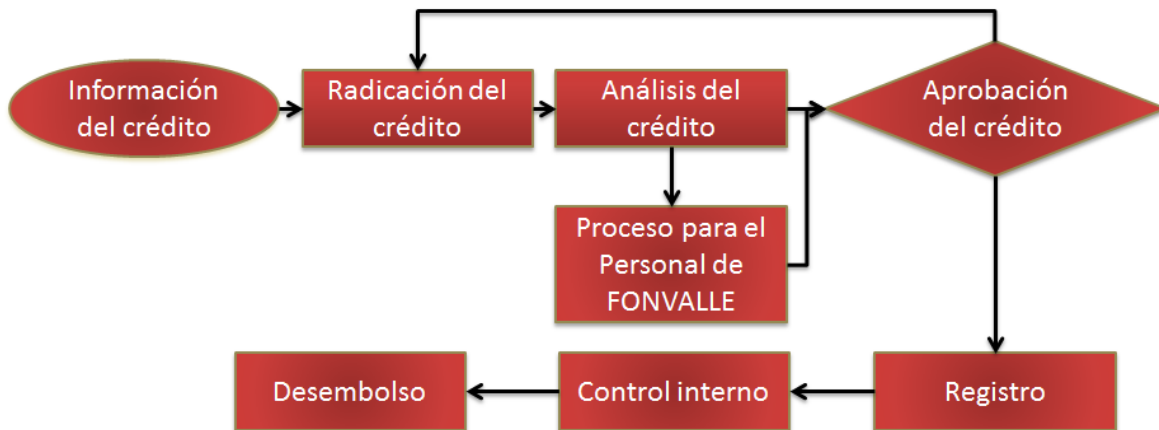 Información
del crédito
Radicación del
crédito
Análisis del
crédito
Aprobación
del crédito
Proceso para el
Personal de
FONVALLE
Desembolso
Control interno
Registro